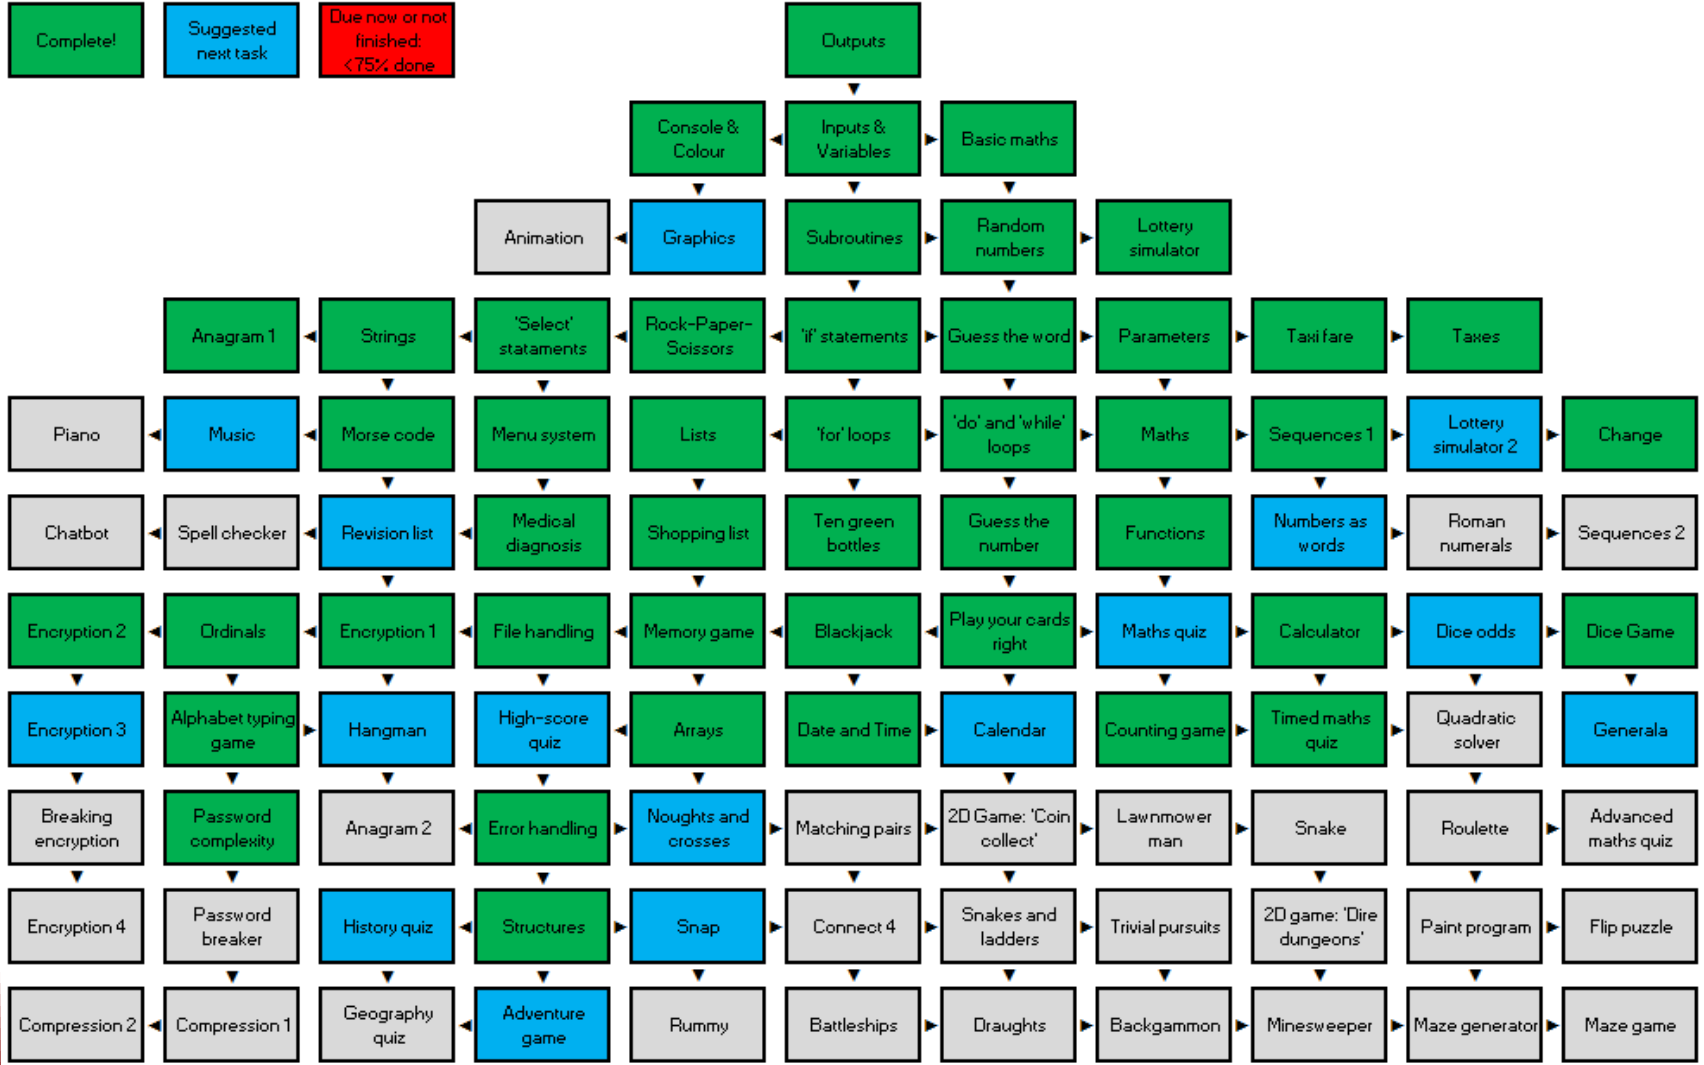 Complete!
Suggested
next task
Due now or not
finished:
<75% done
Outputs
Console &
Colour
Inputs &
Variables
Basic maths
Animation
Graphics
Subroutines
Random
numbers
Lottery
simulator
Anagram 1
Strings
'Select'
stataments
Rock-Paper-
Scissors
'if' statements
Guess the word
Parameters
Taxi fare
Taxes
Piano
Music
Morse code
Menu system
Lists
'for' loops
'do' and 'while'
loops
Maths
Sequences 1
Lottery
simulator 2
Change
Chatbot
Spell checker
Revision list
Medical
diagnosis
Shopping list
Ten green
bottles
Guess the
number
Functions
Numbers as
words
Roman
numerals
Sequences 2
Encryption 2
Ordinals
Encryption 1
File handling
Memory game
Blackjack
Play your cards
right
Maths quiz
Calculator
Dice odds
Dice Game
Encryption 3
Alphabet typing
game
Hangman
High-score
quiz
Arrays
Date and Time
Calendar
Counting game
Timed maths
quiz
Quadratic
solver
Generala
Breaking
encryption
Password
complexity
Anagram 2
Error handling
Noughts and
crosses
Matching pairs
2D Game: 'Coin
collect'
Lawnmower
man
Snake
Roulette
Advanced
maths quiz
Encryption 4
Password
breaker
History quiz
Structures
Snap
Connect 4
Snakes and
ladders
Trivial pursuits
2D game: 'Dire
dungeons'
Paint program
Flip puzzle
Compression 2
Compression 1
Geography
quiz
Adventure
game
Rummy
Battleships
Draughts
Backgammon
Minesweeper
Maze generator
Maze game